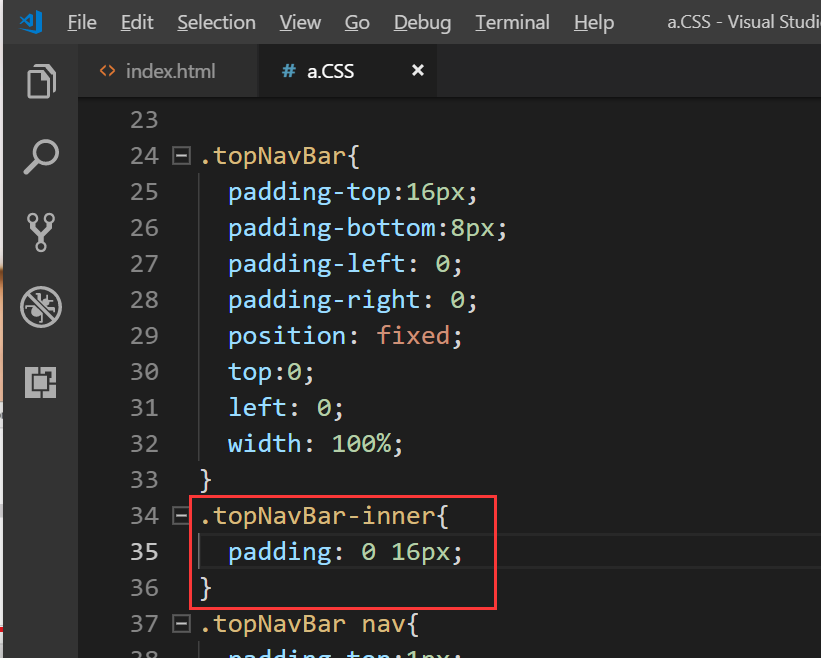 File Edit Selection View Go Debug Terminal Help a.CSS - Visual Studi
index.html # a.CSS ×
23
24 .topNavBar{
25 padding-top:16px;
26 padding-bottom:8px;
27 padding-left: 0;
28 padding-right: 0;
29 position: fixed;
30 top:0;
31 left: 0;
32 width: 100%;
33 }
34 .topNavBar-inner{
35 padding: 0 16px;
36 }
37 .topNavBar nav{
38 padding-top:1px;